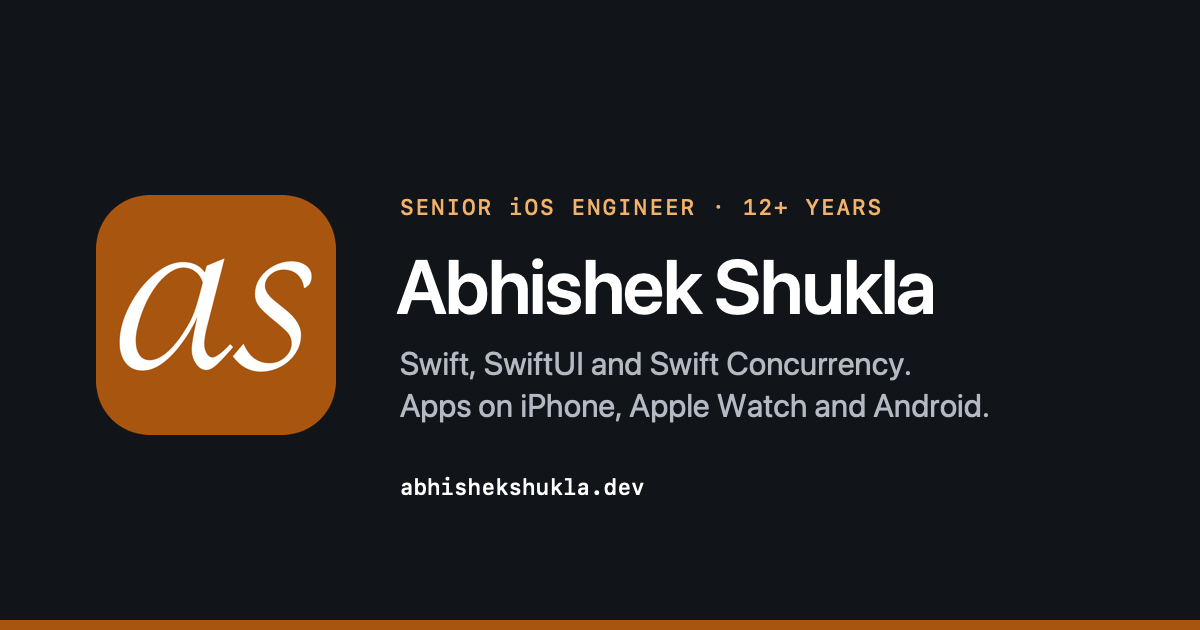 as
SENIOR iOS ENGINEER · 12+ YEARS
Abhishek Shukla
Swift, SwiftUI and Swift Concurrency.
Apps on iPhone, Apple Watch and Android.
abhishekshukla.dev